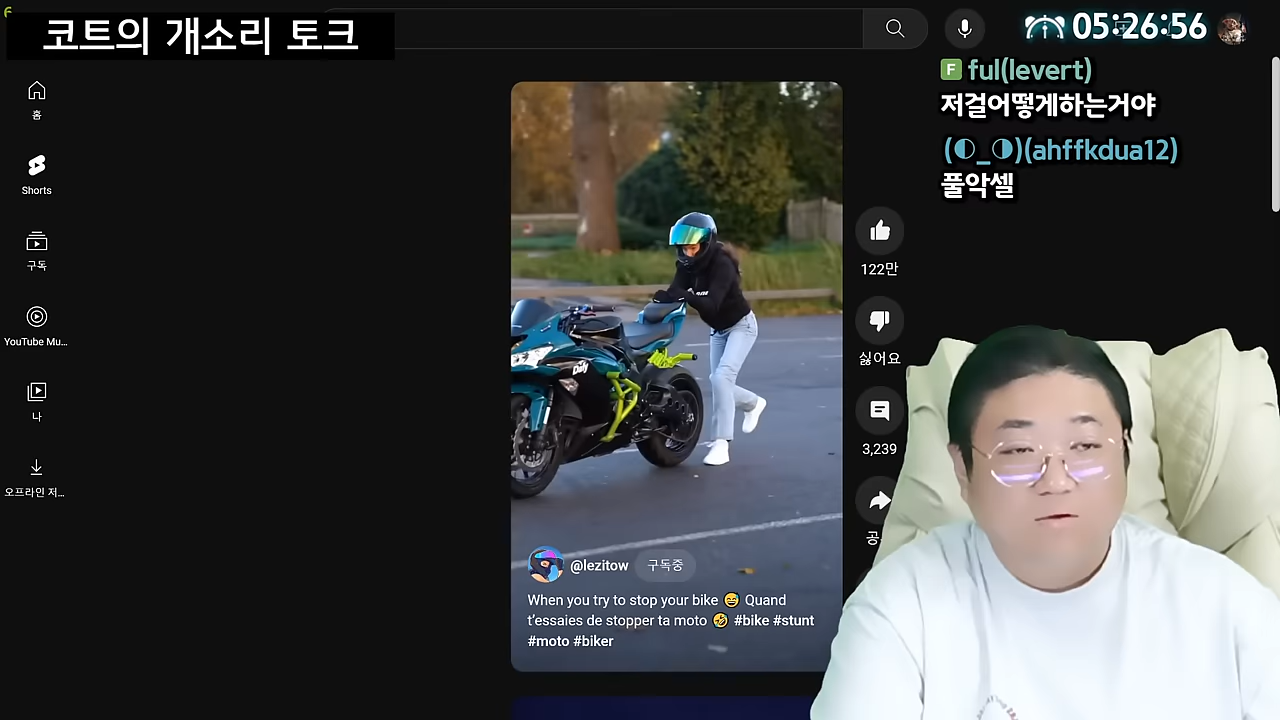 코트의 개소리 토크
05:26:56
F ful(levert)
저걸어떻게하는거야
(◐_◑)(ahffkdua12)
풀악셀
홈
Shorts
구독
YouTube Mu...
나
오프라인 저...
122만
싫어요
3,239
공
@lezitow 구독중
When you try to stop your bike 😅 Quand
t'essaies de stopper ta moto 🤣 #bike #stunt
#moto #biker